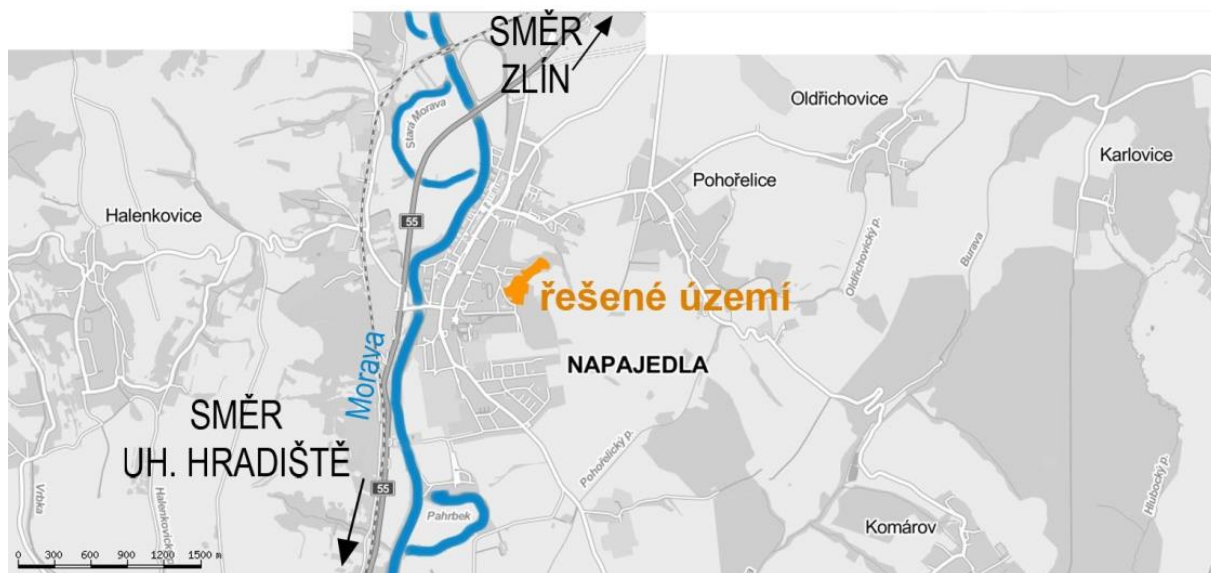 SMĚR
ZLÍN
Stará Morava
Oldřichovice
Karlovice
Pohořelice
Halenkovice
55
Oldřichovický p.
Burava
řešené území
Morava
NAPAJEDLA
SMĚR
UH. HRADIŠTĚ
Pohořelický p.
55
Vrbka
Halenkovick
Pahrbek
Hlubocký p.
Komárov
0 300 600 900 1200 1500 m